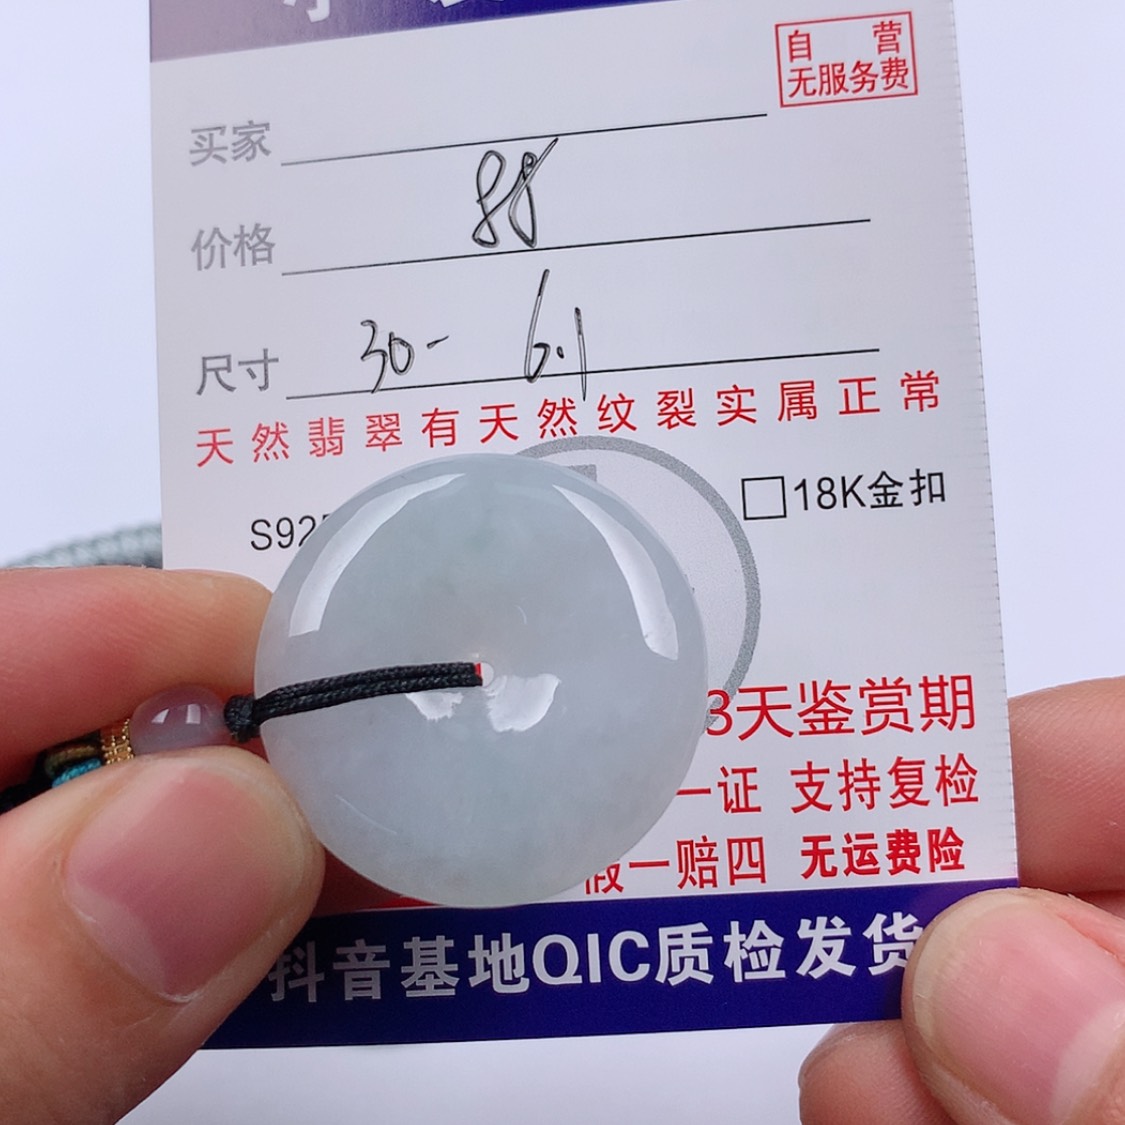 自营
无服务费
买家
价格 88
尺寸 30- 6.1
天然翡翠有天然纹裂实属正常
S925 □18K金扣
3天鉴赏期
一证 支持复检
假一赔四 无运费险
抖音基地QIC质检发货